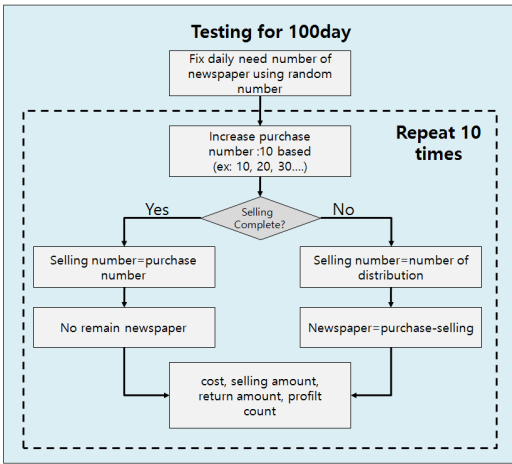 Testing for 100day
Fix daily need number of
newspaper using random
number
Increase purchase
number :10 based
(ex: 10, 20, 30....)
Repeat 10
times
Selling
Complete?
Yes
No
Selling number=purchase
number
Selling number=number of
distribution
No remain newspaper
Newspaper=purchase-selling
cost, selling amount,
return amount, profilt
count